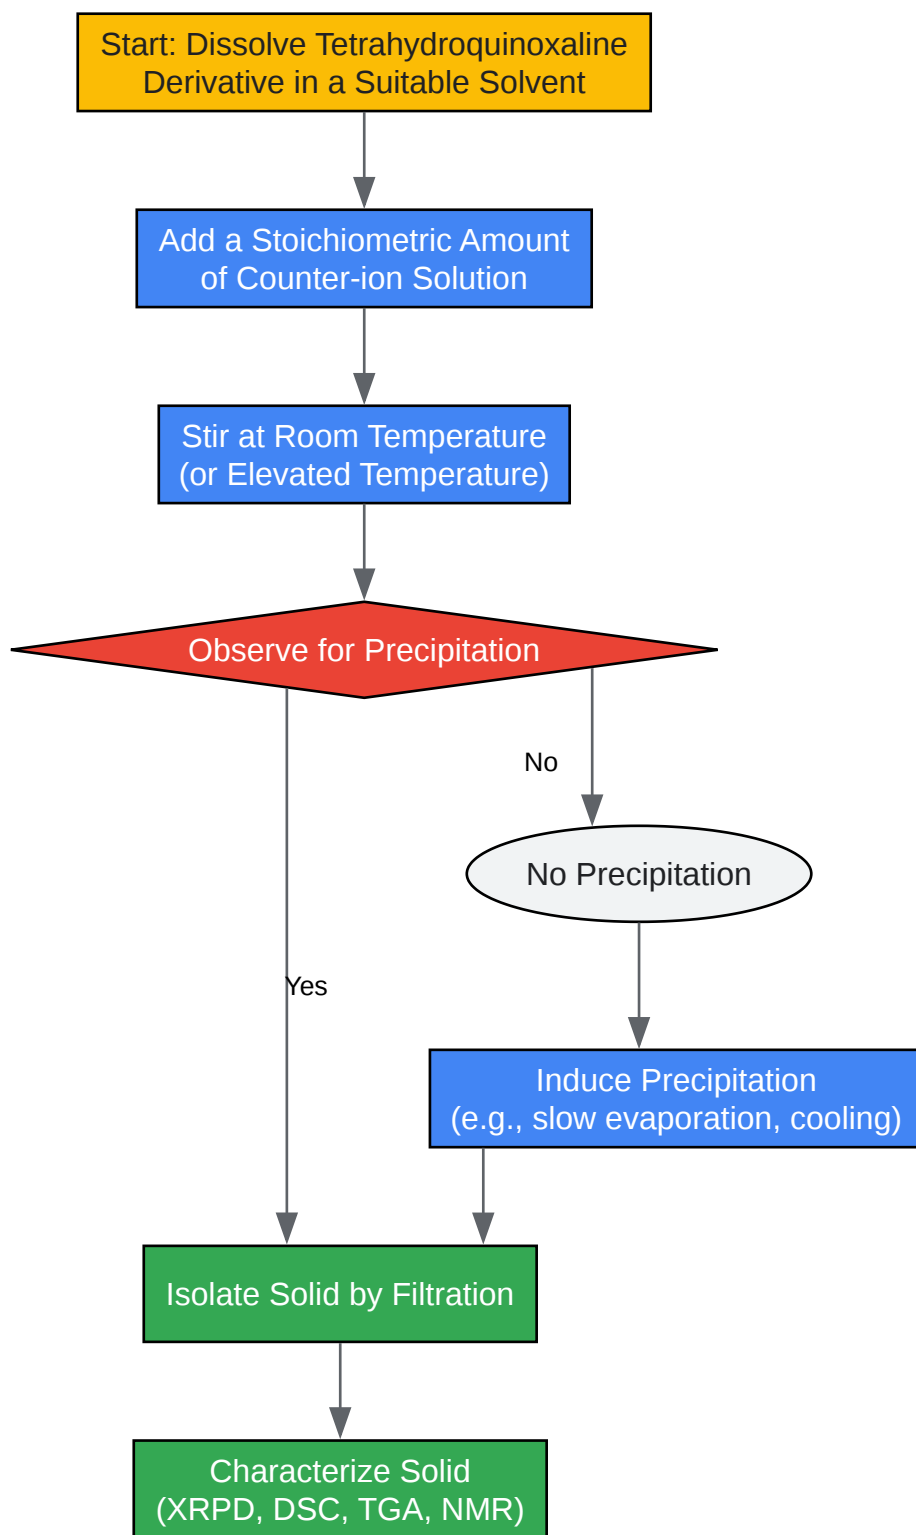 Start: Dissolve Tetrahydroquinoxaline
Derivative in a Suitable Solvent
Add a Stoichiometric Amount
of Counter-ion Solution
Stir at Room Temperature
(or Elevated Temperature)
Observe for Precipitation
No
No Precipitation
Yes
Induce Precipitation
(e.g., slow evaporation, cooling)
Isolate Solid by Filtration
Characterize Solid
(XRPD, DSC, TGA, NMR)